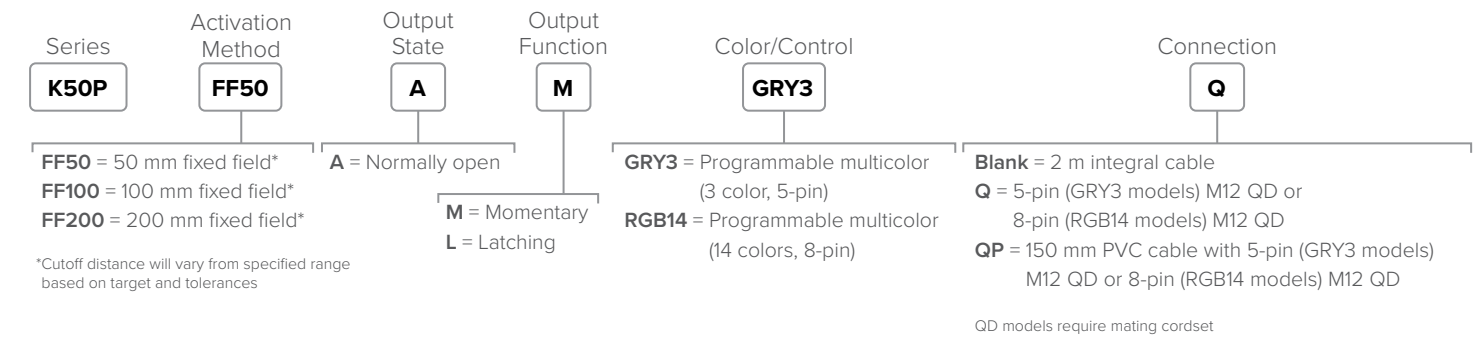 Series
Activation
Method
Output
State
Output
Function
Color/Control
Connection
K50P
FF50
A
M
GRY3
Q
FF50 = 50 mm fixed field*
FF100 = 100 mm fixed field*
FF200 = 200 mm fixed field*
*Cutoff distance will vary from specified range
based on target and tolerances
A = Normally open
M = Momentary
L = Latching
GRY3 = Programmable multicolor
(3 color, 5-pin)
RGB14 = Programmable multicolor
(14 colors, 8-pin)
Blank = 2 m integral cable
Q = 5-pin (GRY3 models) M12 QD or
8-pin (RGB14 models) M12 QD
QP = 150 mm PVC cable with 5-pin (GRY3 models)
M12 QD or 8-pin (RGB14 models) M12 QD
QD models require mating cordset